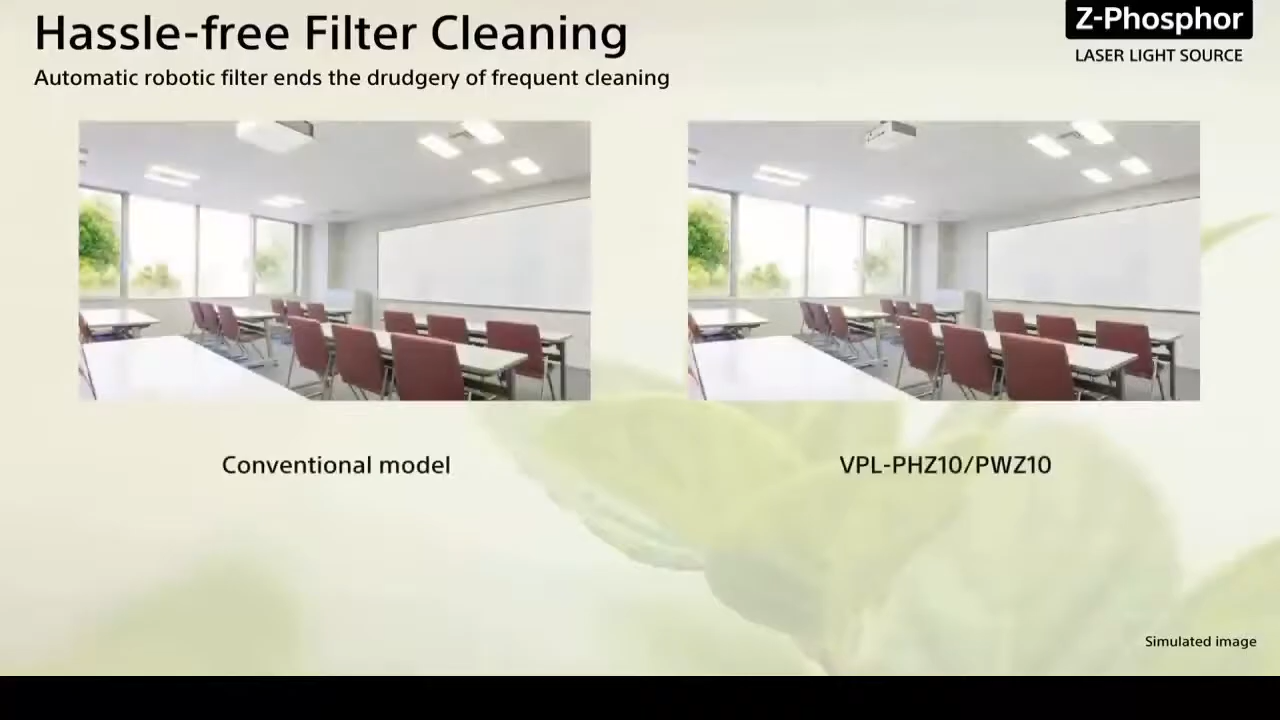 Hassle-free Filter Cleaning
Automatic robotic filter ends the drudgery of frequent cleaning
Z-Phosphor
LASER LIGHT SOURCE
Conventional model
VPL-PHZ10/PWZ10
Simulated image